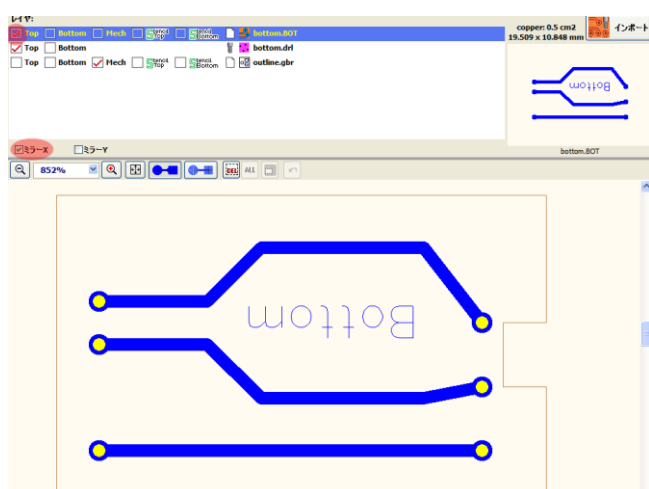 レイヤ:
Top Bottom Mech Stencil Top Stencil Bottom bottom.BOT
Top Bottom bottom.drl
Top Bottom Mech Stencil Top Stencil Bottom outline.gbr
copper: 0.5 cm2
19.509 x 10.848 mm
インポート
Bottom
bottom.BOT
ミラーX ミラーY
852% DEL ALL
Bottom